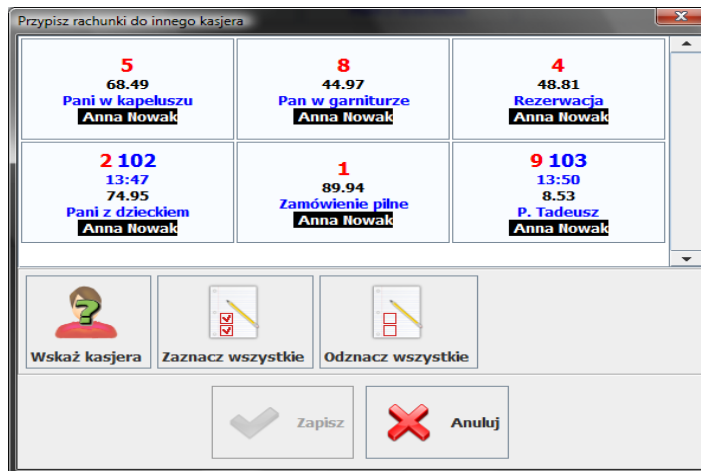 Przypisz rachunki do innego kasjera
5
68.49
Pani w kapeluszu
Anna Nowak
8
44.97
Pan w garniturze
Anna Nowak
4
48.81
Rezerwacja
Anna Nowak
2 102
13:47
74.95
Pani z dzieckiem
Anna Nowak
1
89.94
Zamówienie pilne
Anna Nowak
9 103
13:50
8.53
P. Tadeusz
Anna Nowak
Wskaż kasjera
Zaznacz wszystkie
Odznacz wszystkie
Zapisz
Anuluj